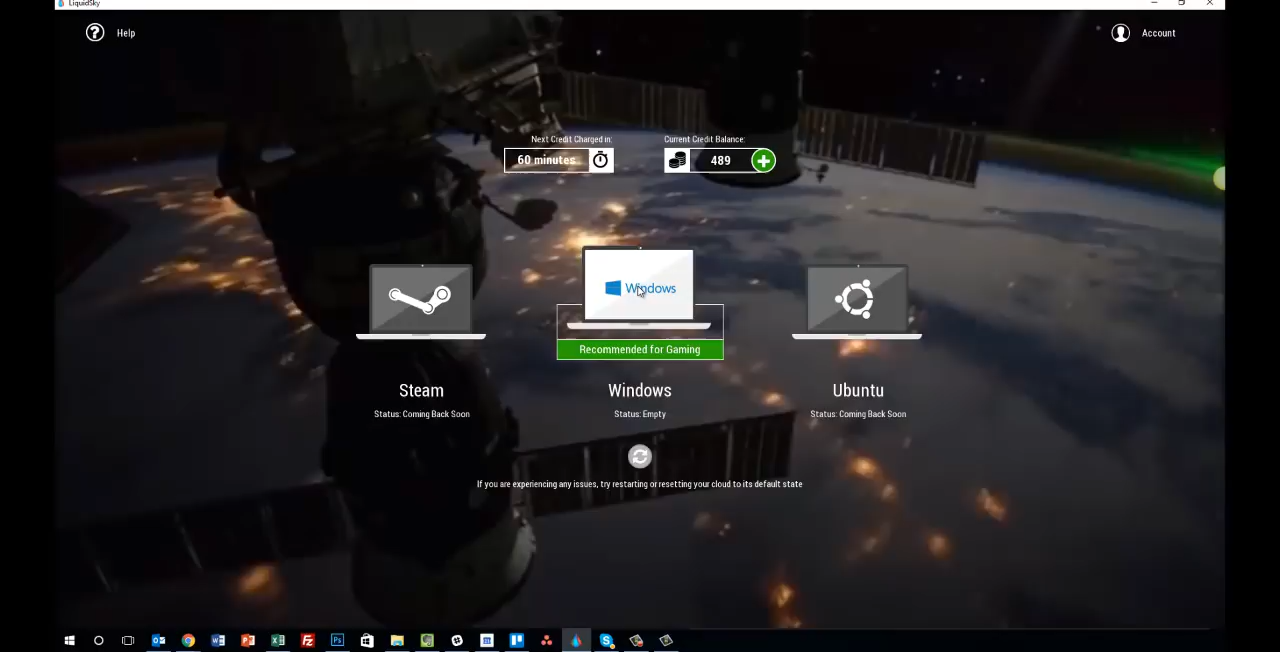 LiquidSky
Help
Account
Next Credit Charged in:
Current Credit Balance:
60 minutes
489
Windows
Recommended for Gaming
Steam
Windows
Ubuntu
Status: Coming Back Soon
Status: Empty
Status: Coming Back Soon
If you are experiencing any issues, try restarting or resetting your cloud to its default state